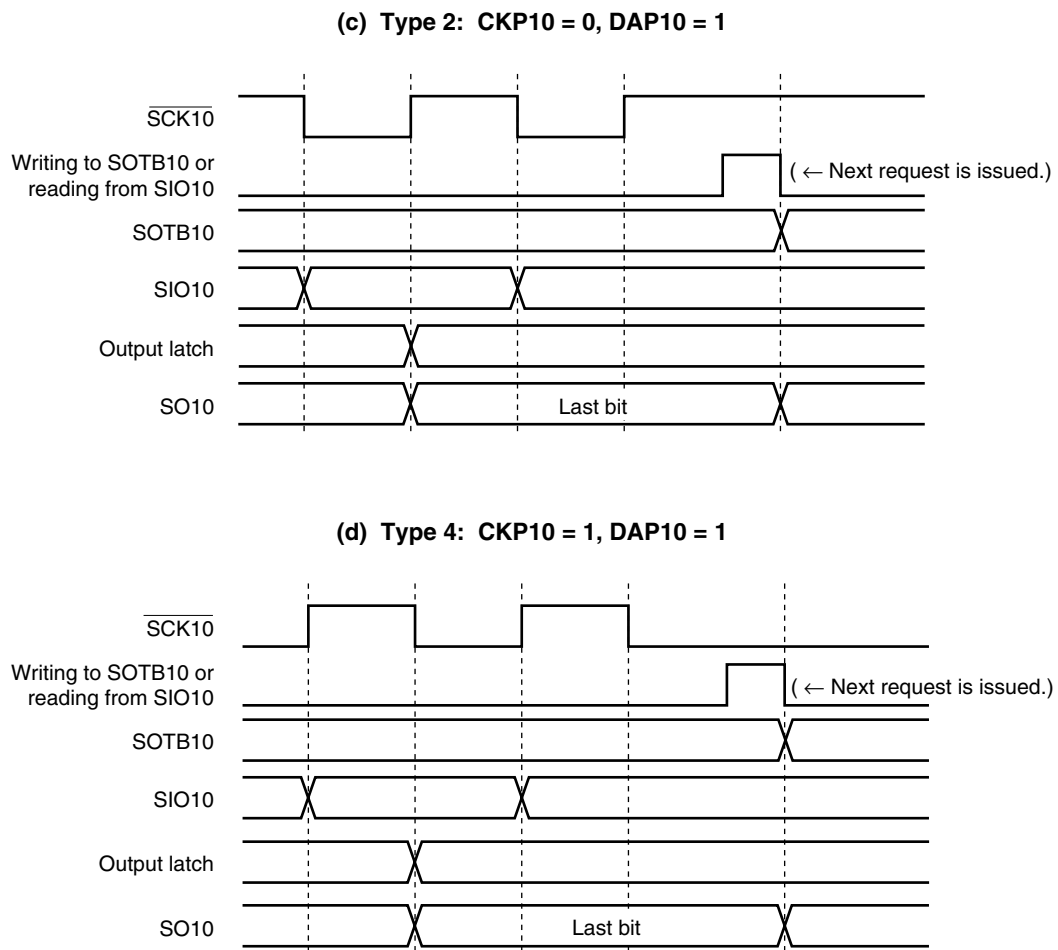 (c) Type 2: CKP10 = 0, DAP10 = 1
SCK10
Writing to SOTB10 or
reading from SIO10
( ← Next request is issued.)
SOTB10
SIO10
Output latch
SO10
Last bit
(d) Type 4: CKP10 = 1, DAP10 = 1
SCK10
Writing to SOTB10 or
reading from SIO10
( ← Next request is issued.)
SOTB10
SIO10
Output latch
SO10
Last bit